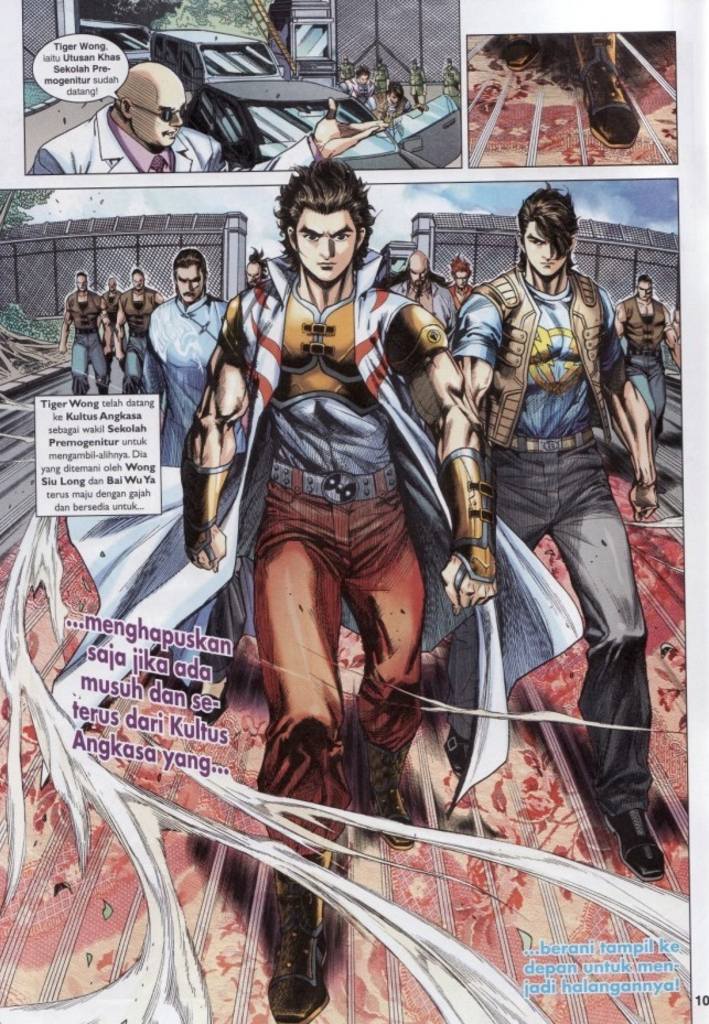 Tiger Wong,
iaitu Utusan Khas
Sekolah Pre-
mogenitur sudah
datang!
Tiger Wong telah datang
ke Kultus Angkasa
sebagai wakil Sekolah
Premogenitur untuk
mengambil-alihnya. Dia
yang ditemani oleh Wong
Siu Long dan Bai Wu Ya
terus maju dengan gajah
dan bersedia untuk...
...menghapuskan
saja jika ada
musuh dan se-
terus dari Kultus
Angkasa yang...
...berani tampil ke
depan untuk men-
jadi halangannya!
10